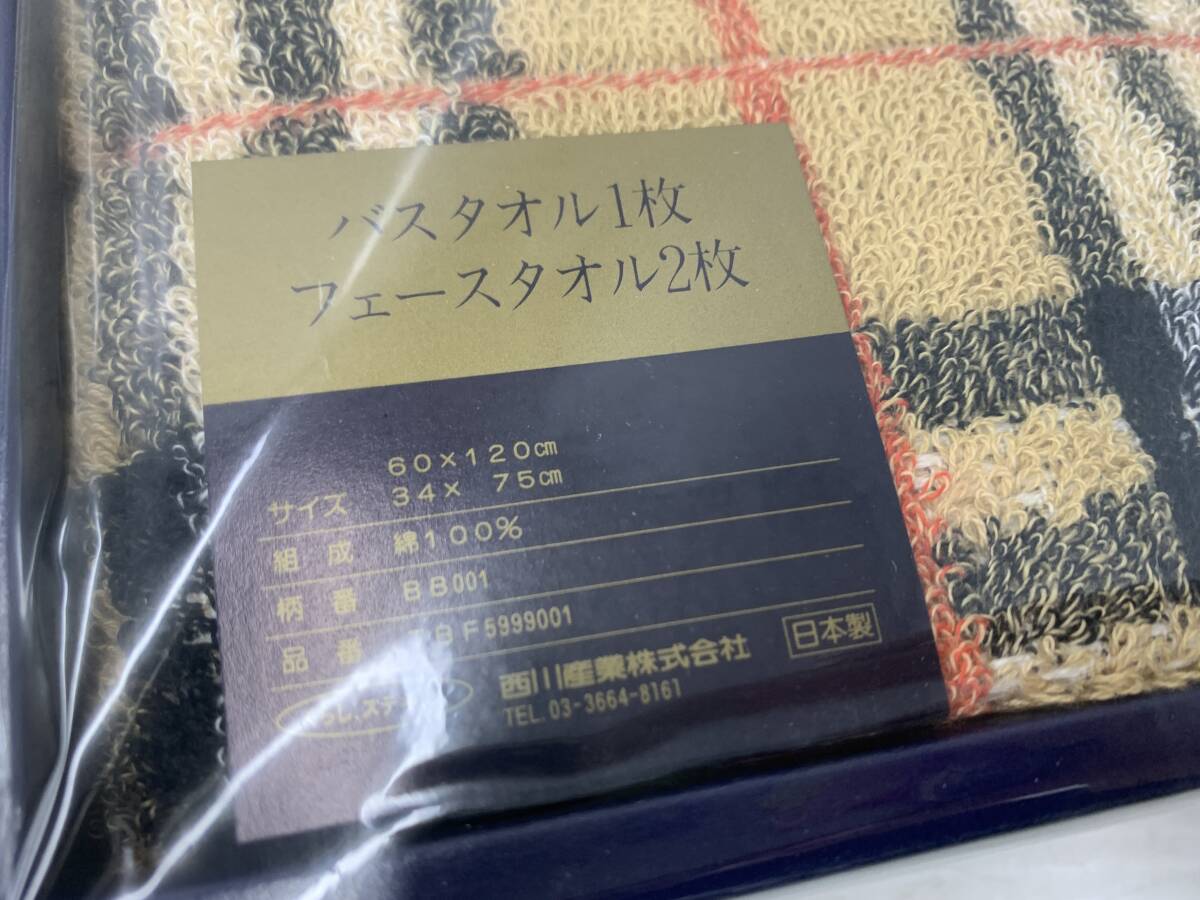 バスタオル1枚
フェースタオル2枚
60×120cm
サイズ 34× 75cm
組成 綿100%
柄番 BB001
品番 BF5999001
西川産業株式会社 日本製
TEL. 03-3664-8161